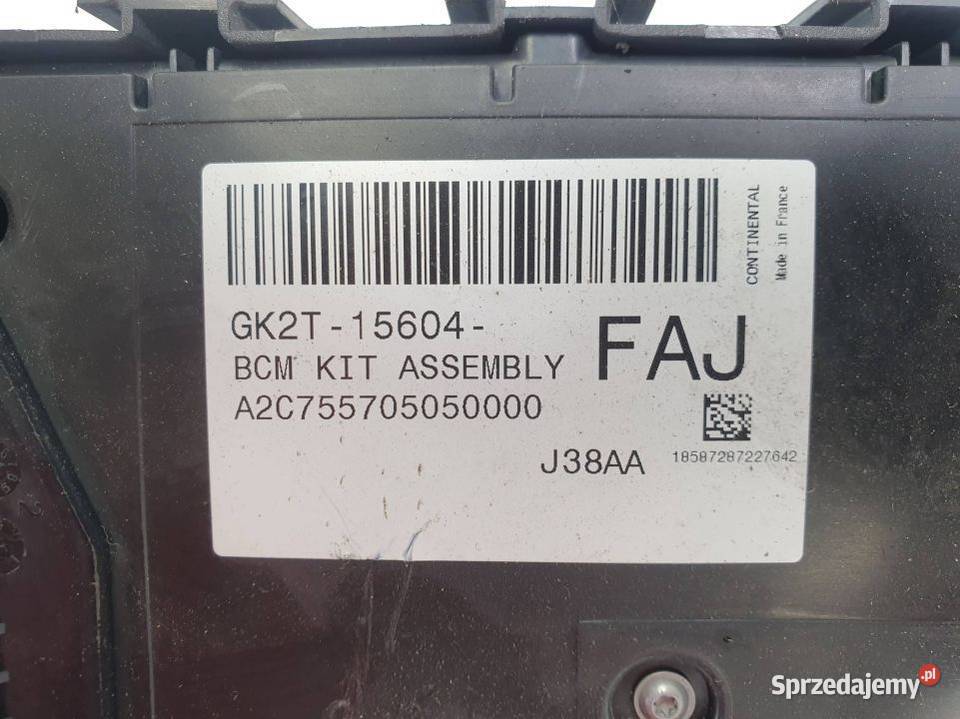 CONTINENTAL
Made in France
GK2T-15604-
FAJ
BCM KIT ASSEMBLY
A2C755705050000
J38AA
18587287227642
Sprzedajemy.pl